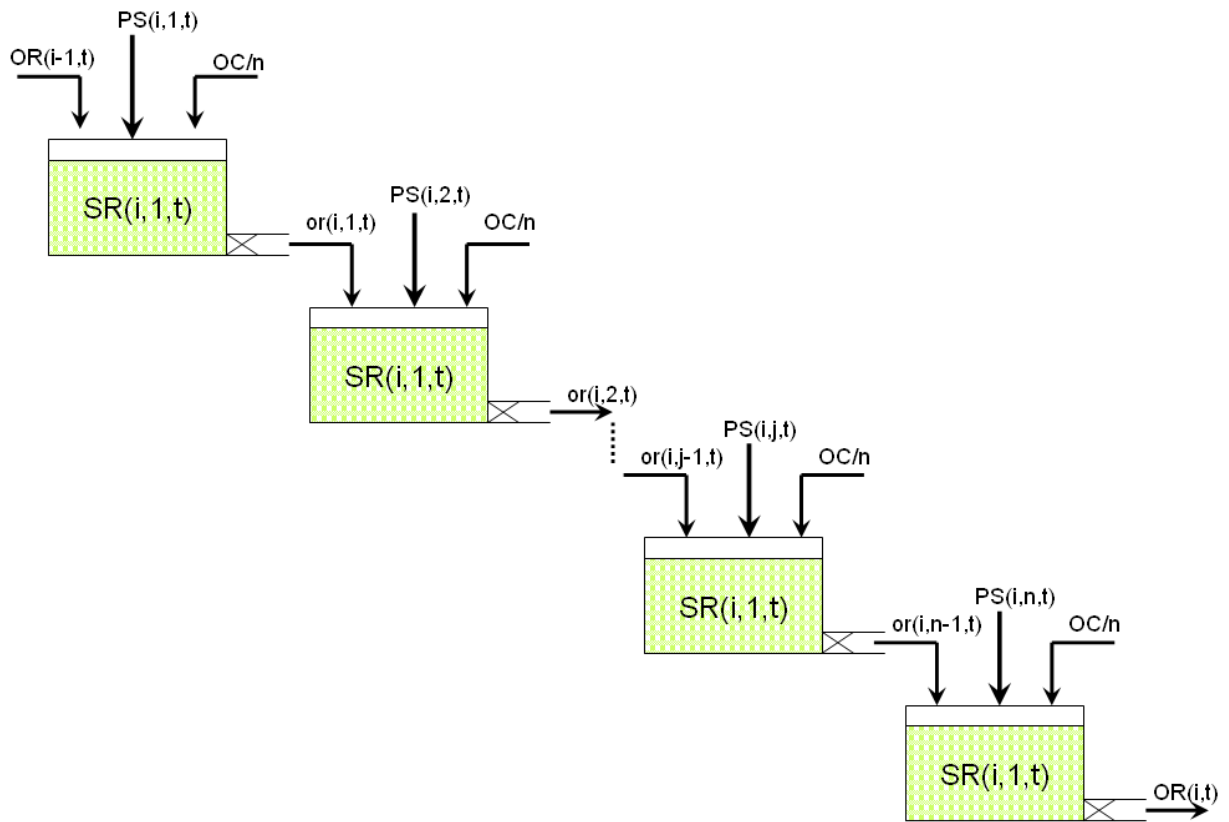 PS(i,1,t)
OR(i-1,t)
OC/n
SR(i,1,t)
PS(i,2,t)
or(i,1,t)
OC/n
SR(i,1,t)
or(i,2,t)
PS(i,j,t)
or(i,j-1,t)
OC/n
SR(i,1,t)
PS(i,n,t)
or(i,n-1,t)
OC/n
SR(i,1,t)
OR(i,t)